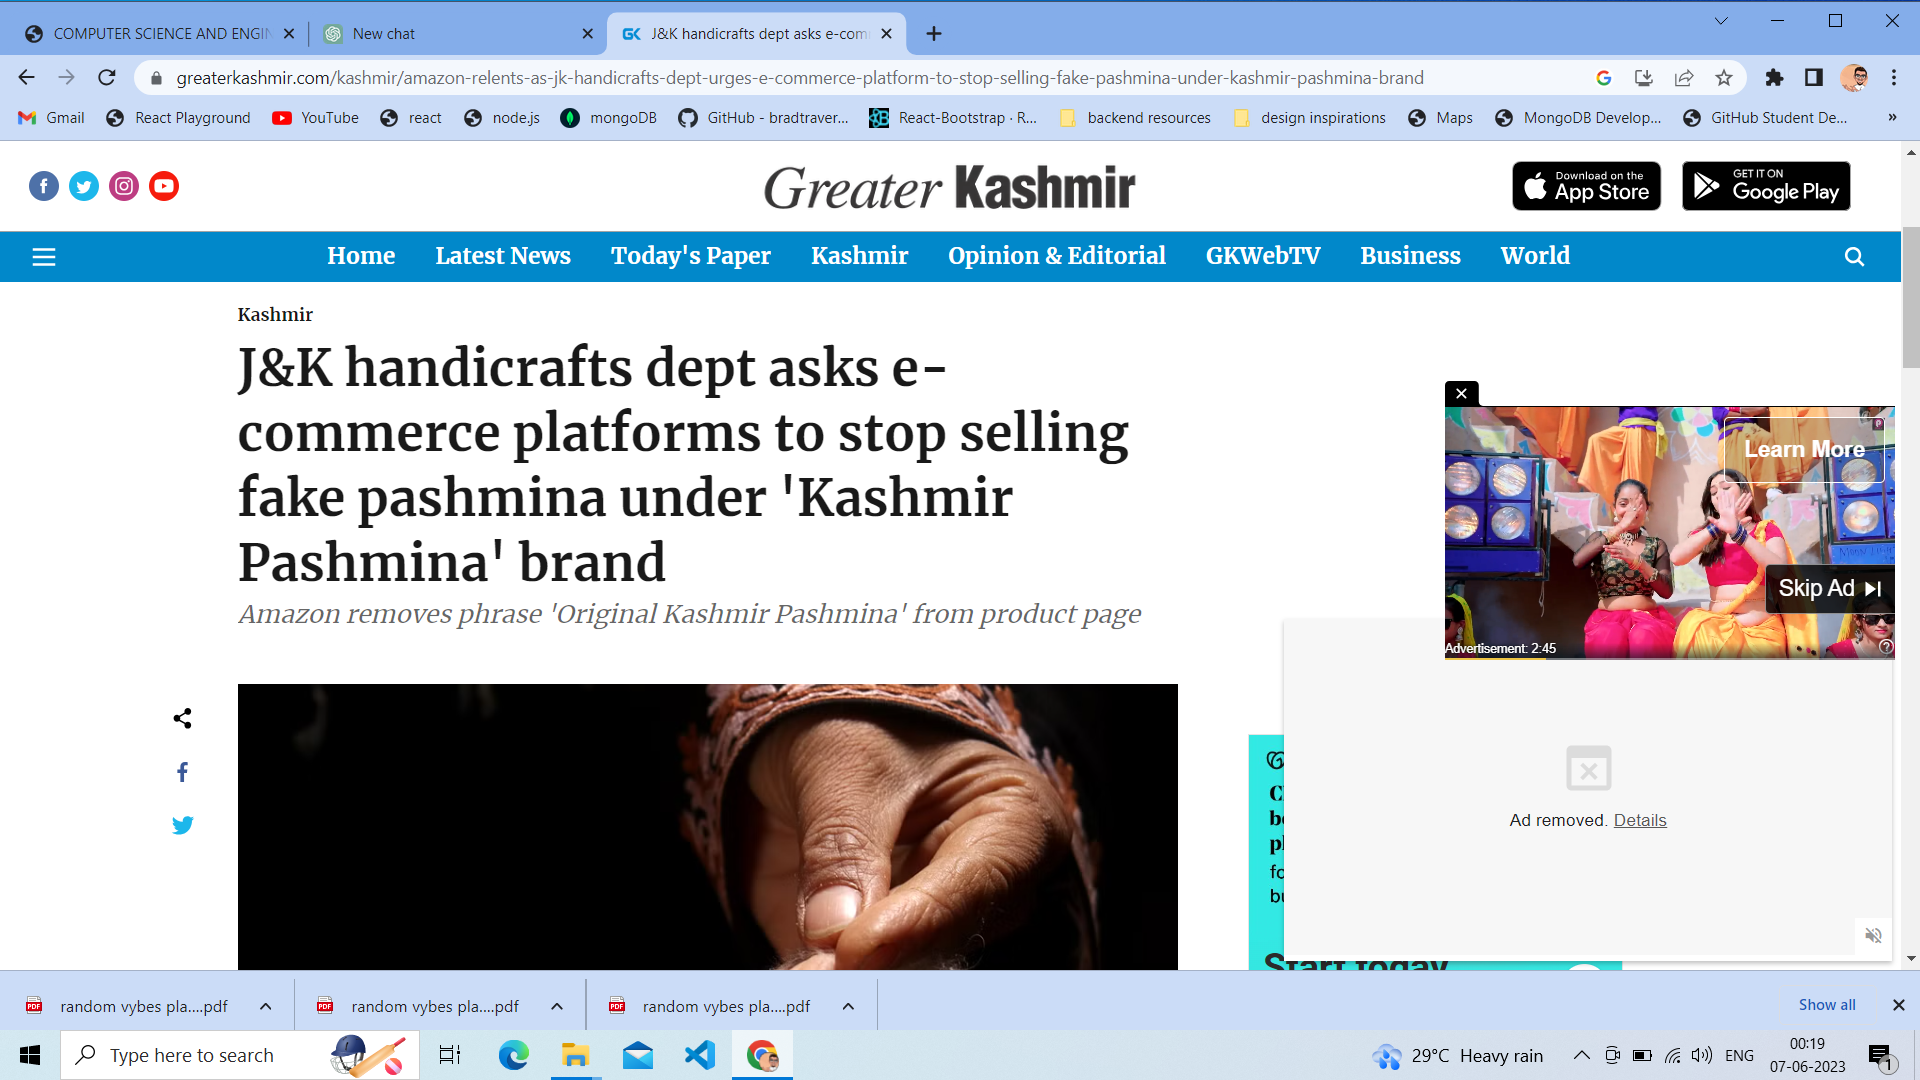 COMPUTER SCIENCE AND ENGIN
New chat
GK J&K handicrafts dept asks e-com
greaterkashmir.com/kashmir/amazon-relents-as-jk-handicrafts-dept-urges-e-commerce-platform-to-stop-selling-fake-pashmina-under-kashmir-pashmina-brand
Gmail React Playground YouTube react node.js mongoDB GitHub - bradtraver... React-Bootstrap · R... backend resources design inspirations Maps MongoDB Develop... GitHub Student De... »
Greater Kashmir
Download on the
App Store
GET IT ON
Google Play
Home Latest News Today's Paper Kashmir Opinion & Editorial GKWebTV Business World
Kashmir
J&K handicrafts dept asks e-
commerce platforms to stop selling
fake pashmina under 'Kashmir
Pashmina' brand
Amazon removes phrase 'Original Kashmir Pashmina' from product page
Learn More
Skip Ad
Advertisement: 2:45
Ad removed. Details
Start today
random vybes pla....pdf random vybes pla....pdf random vybes pla....pdf Show all
Type here to search
29°C Heavy rain
ENG
00:19
07-06-2023
1